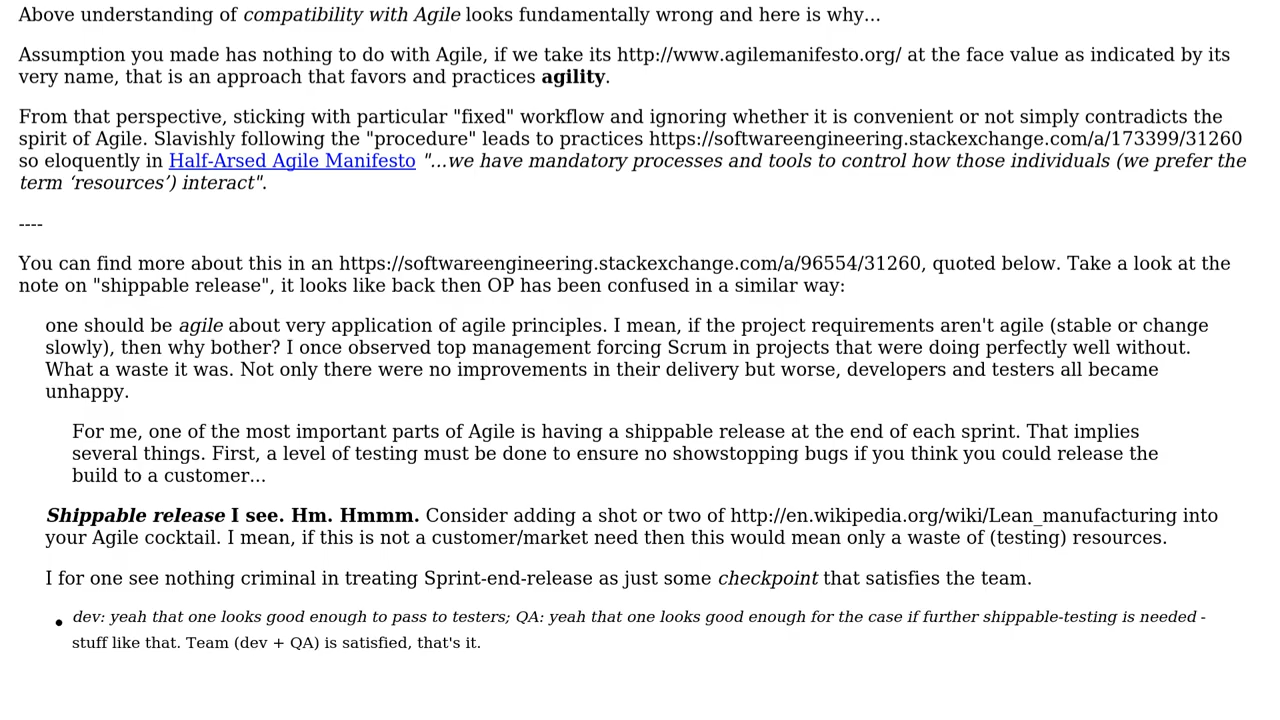 Above understanding of compatibility with Agile looks fundamentally wrong and here is why...
Assumption you made has nothing to do with Agile, if we take its http://www.agilemanifesto.org/ at the face value as indicated by its
very name, that is an approach that favors and practices agility.
From that perspective, sticking with particular "fixed" workflow and ignoring whether it is convenient or not simply contradicts the
spirit of Agile. Slavishly following the "procedure" leads to practices https://softwareengineering.stackexchange.com/a/173399/31260
so eloquently in Half-Arsed Agile Manifesto "...we have mandatory processes and tools to control how those individuals (we prefer the
term ‘resources’) interact".
----
You can find more about this in an https://softwareengineering.stackexchange.com/a/96554/31260, quoted below. Take a look at the
note on "shippable release", it looks like back then OP has been confused in a similar way:
one should be agile about very application of agile principles. I mean, if the project requirements aren't agile (stable or change
slowly), then why bother? I once observed top management forcing Scrum in projects that were doing perfectly well without.
What a waste it was. Not only there were no improvements in their delivery but worse, developers and testers all became
unhappy.
For me, one of the most important parts of Agile is having a shippable release at the end of each sprint. That implies
several things. First, a level of testing must be done to ensure no showstopping bugs if you think you could release the
build to a customer...
Shippable release I see. Hm. Hmmm. Consider adding a shot or two of http://en.wikipedia.org/wiki/Lean_manufacturing into
your Agile cocktail. I mean, if this is not a customer/market need then this would mean only a waste of (testing) resources.
I for one see nothing criminal in treating Sprint-end-release as just some checkpoint that satisfies the team.
• dev: yeah that one looks good enough to pass to testers; QA: yeah that one looks good enough for the case if further shippable-testing is needed -
stuff like that. Team (dev + QA) is satisfied, that's it.